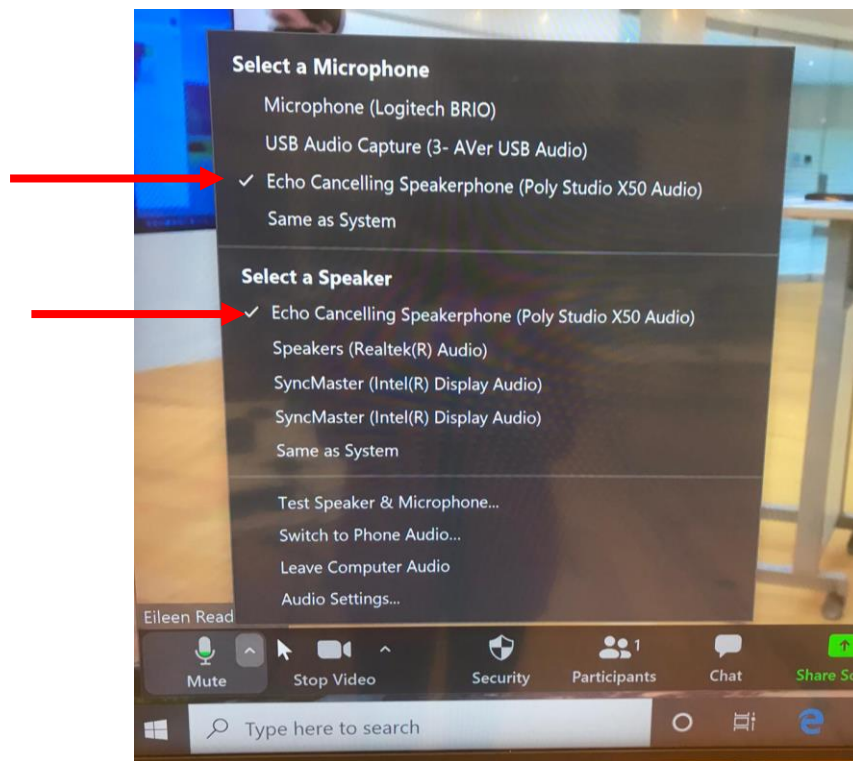 Select a Microphone
Microphone (Logitech BRIO)
USB Audio Capture (3- AVer USB Audio)
✓ Echo Cancelling Speakerphone (Poly Studio X50 Audio)
Same as System
Select a Speaker
✓ Echo Cancelling Speakerphone (Poly Studio X50 Audio)
Speakers (Realtek(R) Audio)
SyncMaster (Intel(R) Display Audio)
SyncMaster (Intel(R) Display Audio)
Same as System
Test Speaker & Microphone...
Switch to Phone Audio...
Leave Computer Audio
Audio Settings...
Eileen Read
1
Mute Stop Video Security Participants Chat Share
Type here to search